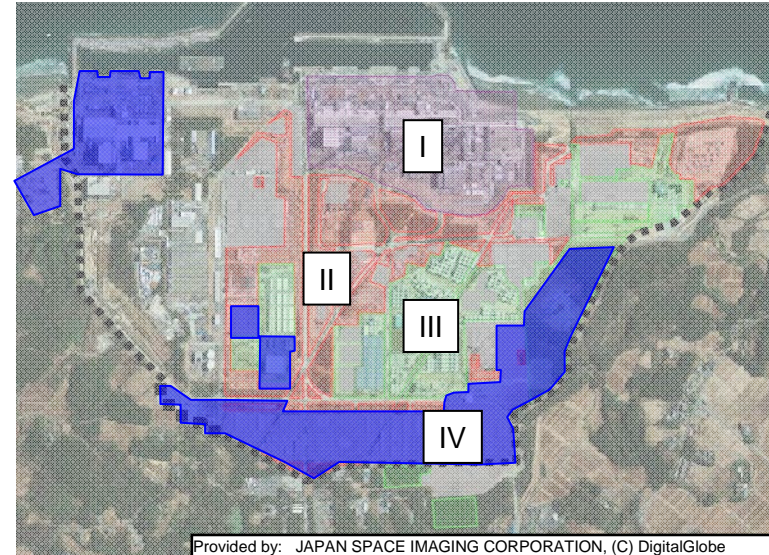 I
II
III
IV
Provided by: JAPAN SPACE IMAGING CORPORATION, (C) DigitalGlobe